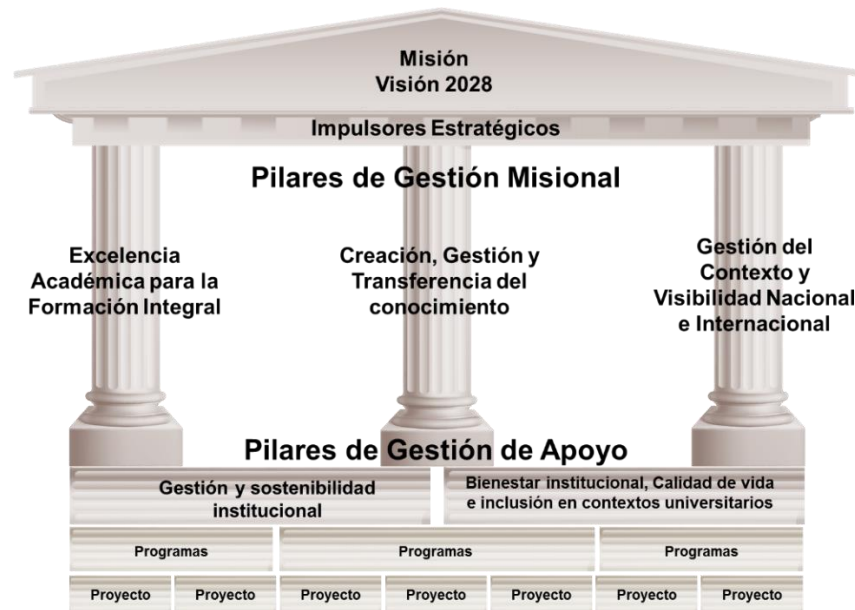 Misión
Visión 2028
Impulsores Estratégicos
Pilares de Gestión Misional
Excelencia
Académica para la
Formación Integral
Creación, Gestión y
Transferencia del
conocimiento
Gestión del
Contexto y
Visibilidad Nacional
e Internacional
Pilares de Gestión de Apoyo
Gestión y sostenibilidad
institucional
Bienestar institucional, Calidad de vida
e inclusión en contextos universitarios
Programas
Programas
Programas
Proyecto
Proyecto
Proyecto
Proyecto
Proyecto
Proyecto
Proyecto